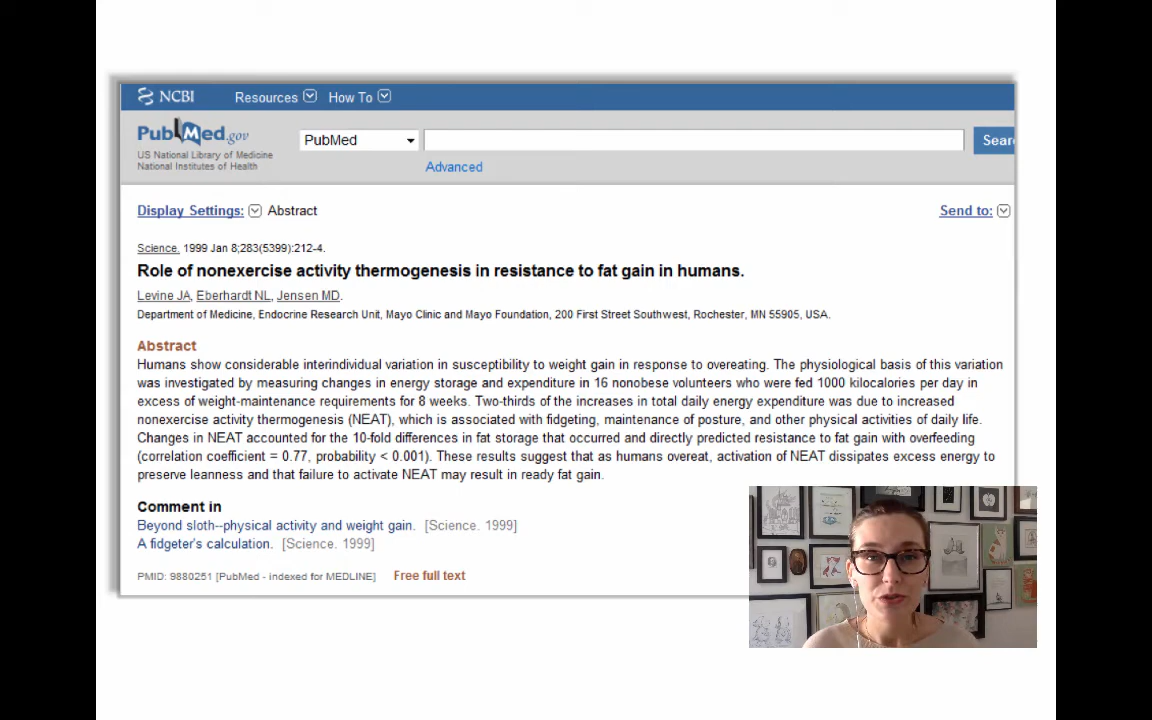 NCBI Resources How To
PubMed.gov
US National Library of Medicine
National Institutes of Health
PubMed
Advanced
Display Settings: Abstract
Send to:
Science. 1999 Jan 8;283(5399):212-4.
Role of nonexercise activity thermogenesis in resistance to fat gain in humans.
Levine JA, Eberhardt NL, Jensen MD.
Department of Medicine, Endocrine Research Unit, Mayo Clinic and Mayo Foundation, 200 First Street Southwest, Rochester, MN 55905, USA.
Abstract
Humans show considerable interindividual variation in susceptibility to weight gain in response to overeating. The physiological basis of this variation
was investigated by measuring changes in energy storage and expenditure in 16 nonobese volunteers who were fed 1000 kilocalories per day in
excess of weight-maintenance requirements for 8 weeks. Two-thirds of the increases in total daily energy expenditure was due to increased
nonexercise activity thermogenesis (NEAT), which is associated with fidgeting, maintenance of posture, and other physical activities of daily life.
Changes in NEAT accounted for the 10-fold differences in fat storage that occurred and directly predicted resistance to fat gain with overfeeding
(correlation coefficient = 0.77, probability < 0.001). These results suggest that as humans overeat, activation of NEAT dissipates excess energy to
preserve leanness and that failure to activate NEAT may result in ready fat gain.
Comment in
Beyond sloth--physical activity and weight gain. [Science. 1999]
A fidgeter's calculation. [Science. 1999]
PMID: 9880251 [PubMed - indexed for MEDLINE] Free full text